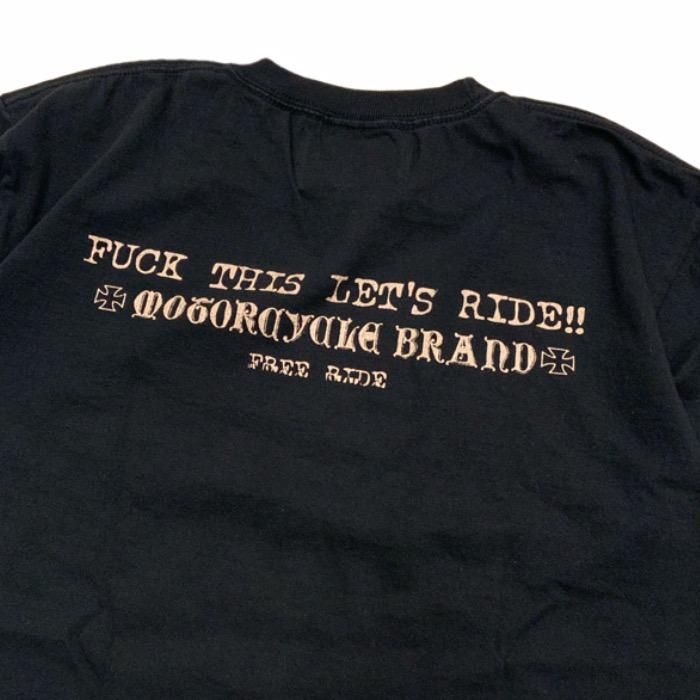 FUCK THIS LET'S RIDE!!
MOTORCYCLE BRAND
FREE RIDE